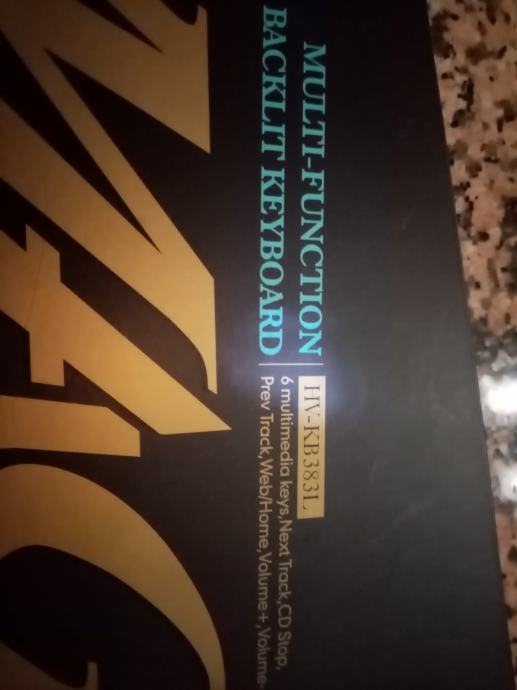 MULTI-FUNCTION
BACKLIT KEYBOARD
HV-KB383L
6 multimedia keys,Next Track,CD Stop,
Prev Track,Web/Home,Volume+,Volume-